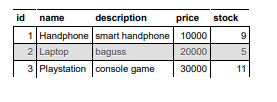 id name description price stock
1 Handphone smart handphone 10000 9
2 Laptop baguss 20000 5
3 Playstation console game 30000 11